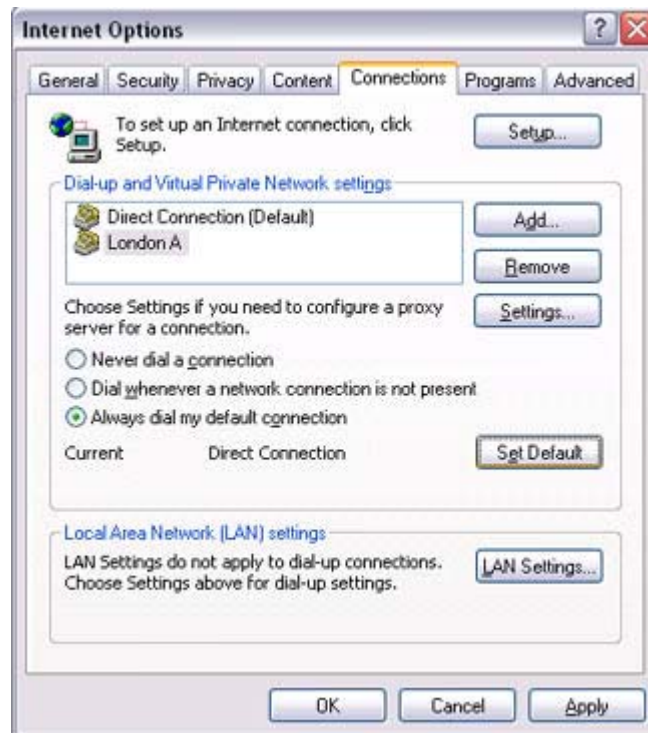 Internet Options
General Security Privacy Content Connections Programs Advanced
To set up an Internet connection, click
Setup.
Setup...
Dial-up and Virtual Private Network settings
Direct Connection (Default)
London A
Add...
Remove
Choose Settings if you need to configure a proxy
server for a connection.
Settings...
Never dial a connection
Dial whenever a network connection is not present
Always dial my default connection
Current Direct Connection
Set Default
Local Area Network (LAN) settings
LAN Settings do not apply to dial-up connections.
Choose Settings above for dial-up settings.
LAN Settings...
OK Cancel Apply